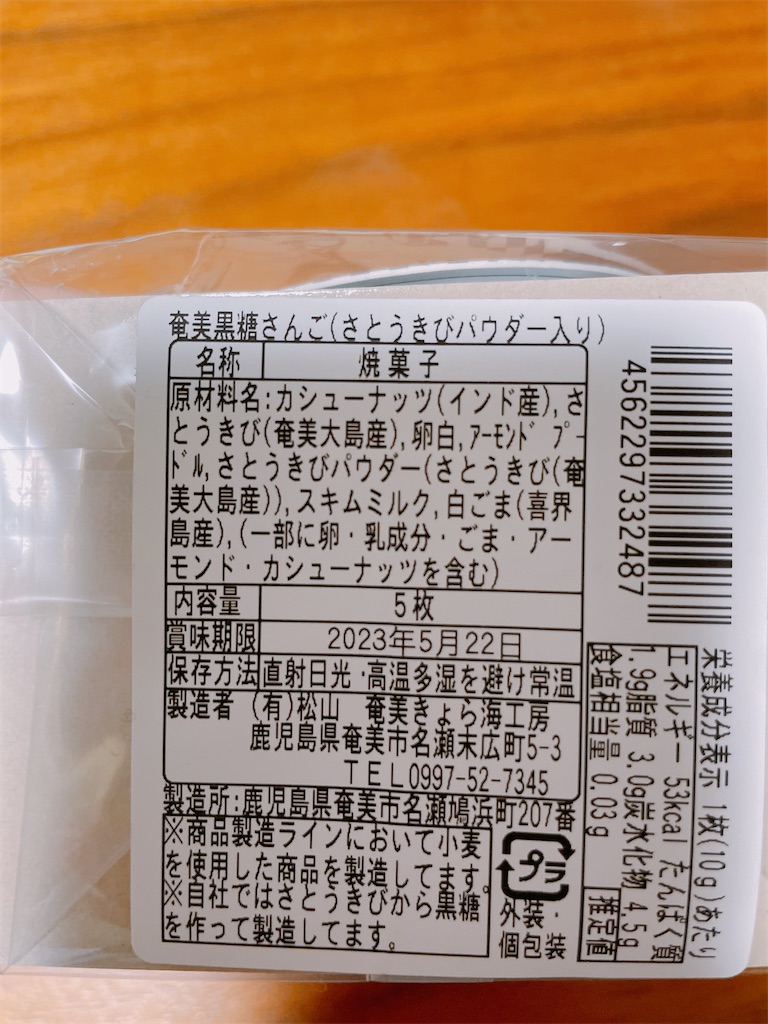 奄美黒糖さんご(さとうきびパウダー入り)
名称 焼菓子
原材料名:カシューナッツ(インド産),さ
とうきび(奄美大島産),卵白,アーモンド プー
ドル,さとうきびパウダー(さとうきび(奄
美大島産)),スキムミルク,白ごま(喜界
島産),(一部に卵・乳成分・ごま・アー
モンド・カシューナッツを含む)
内容量 5枚
賞味期限 2023年5月22日
保存方法 直射日光・高温多湿を避け常温
製造者 (有)松山 奄美きょら海工房
鹿児島県奄美市名瀬末広町5-3
TEL0997-52-7345
製造所:鹿児島県奄美市名瀬鳩浜町207番
※商品製造ラインにおいて小麦
を使用した商品を製造してます。
※自社ではさとうきびから黒糖
を作って製造してます。
プラ
外装・
個包装
4562297332487
栄養成分表示 1枚(10g)あたり
エネルギー 53kcal たんぱく質
1.9g脂質 3.0g炭水化物 4.5g
食塩相当量 0.03g
推定値